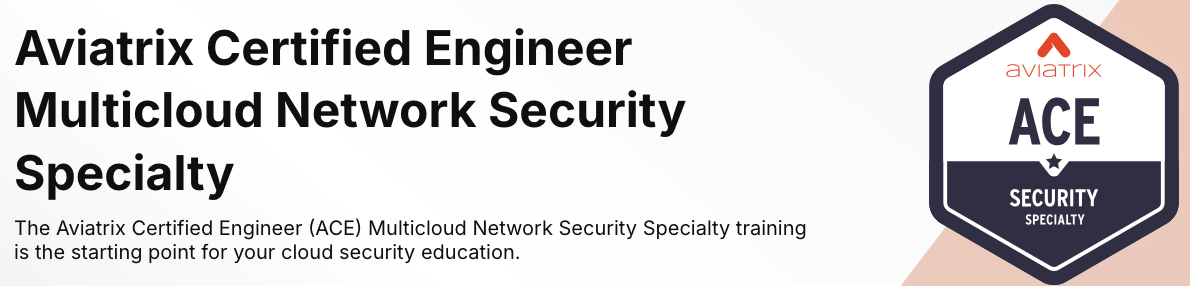 Aviatrix Certified Engineer
Multicloud Network Security
Specialty
The Aviatrix Certified Engineer (ACE) Multicloud Network Security Specialty training
is the starting point for your cloud security education.
aviatrix
ACE
SECURITY
SPECIALTY